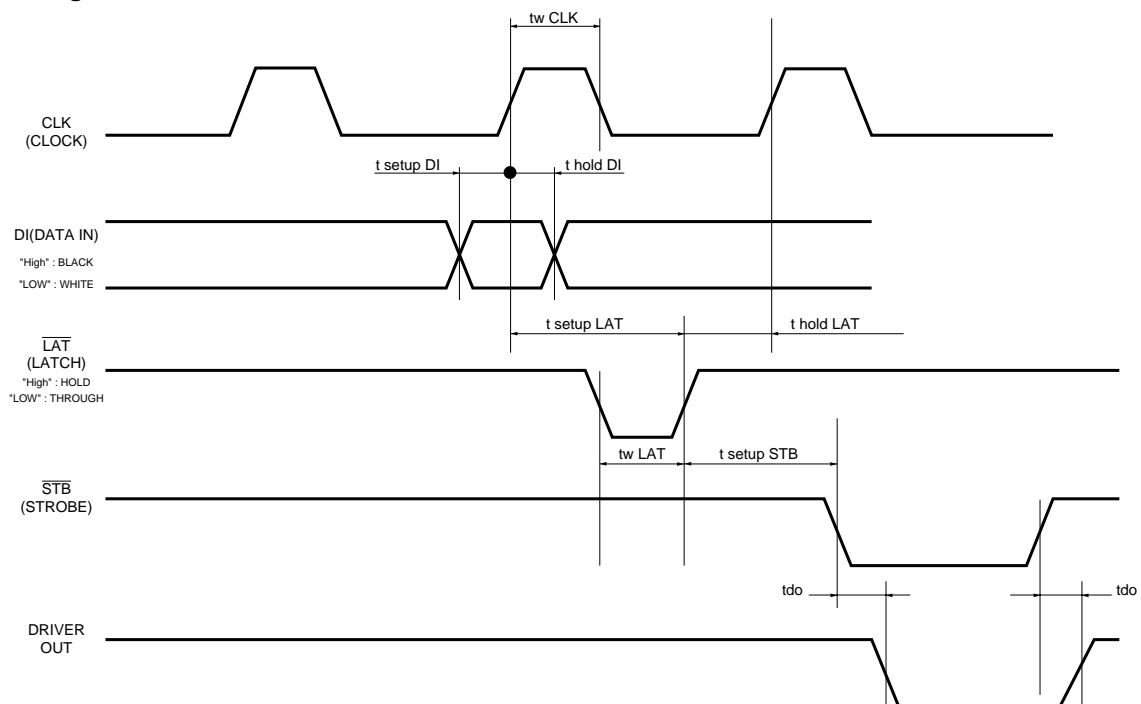 tw CLK
CLK
(CLOCK)
t setup DI
t hold DI
DI(DATA IN)
"High" : BLACK
"LOW" : WHITE
t setup LAT
t hold LAT
LAT
(LATCH)
"High" : HOLD
"LOW" : THROUGH
tw LAT
t setup STB
STB
(STROBE)
tdo
tdo
DRIVER
OUT